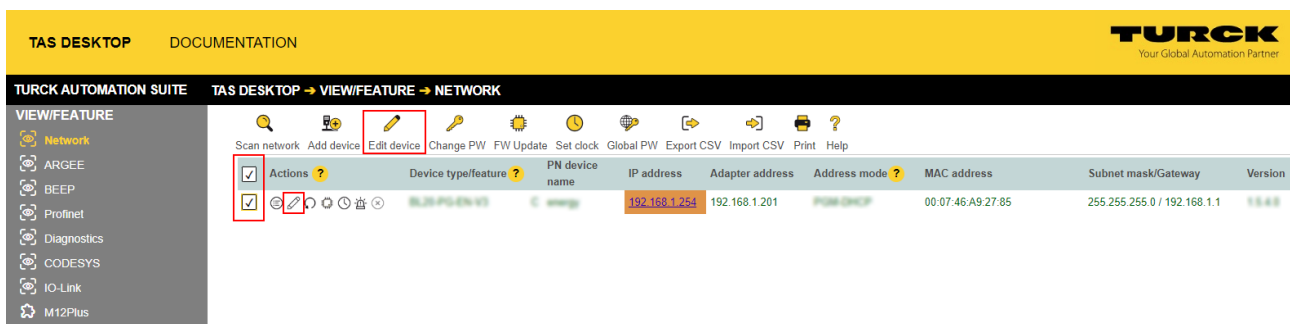 TAS DESKTOP DOCUMENTATION
TURCK
Your Global Automation Partner
TURCK AUTOMATION SUITE TAS DESKTOP → VIEW/FEATURE → NETWORK
VIEW/FEATURE
Network
ARGEE
BEEP
Profinet
Diagnostics
CODESYS
IO-Link
M12Plus
Scan network Add device Edit device Change PW FW Update Set clock Global PW Export CSV Import CSV Print Help
Actions ? Device type/feature ? PN device name IP address Adapter address Address mode ? MAC address Subnet mask/Gateway Version
192.168.1.254 192.168.1.201 00:07:46:A9:27:85 255.255.255.0 / 192.168.1.1